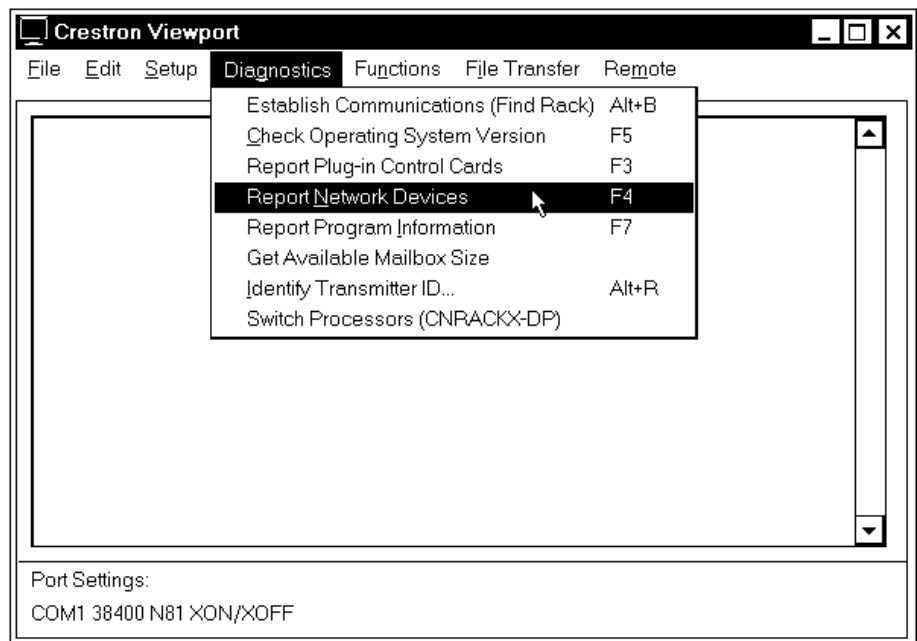 Crestron Viewport
File Edit Setup Diagnostics Functions File Transfer Remote
Establish Communications (Find Rack) Alt+B
Check Operating System Version F5
Report Plug-in Control Cards F3
Report Network Devices F4
Report Program Information F7
Get Available Mailbox Size
Identify Transmitter ID... Alt+R
Switch Processors (CNRACKX-DP)
Port Settings:
COM1 38400 N81 XON/XOFF